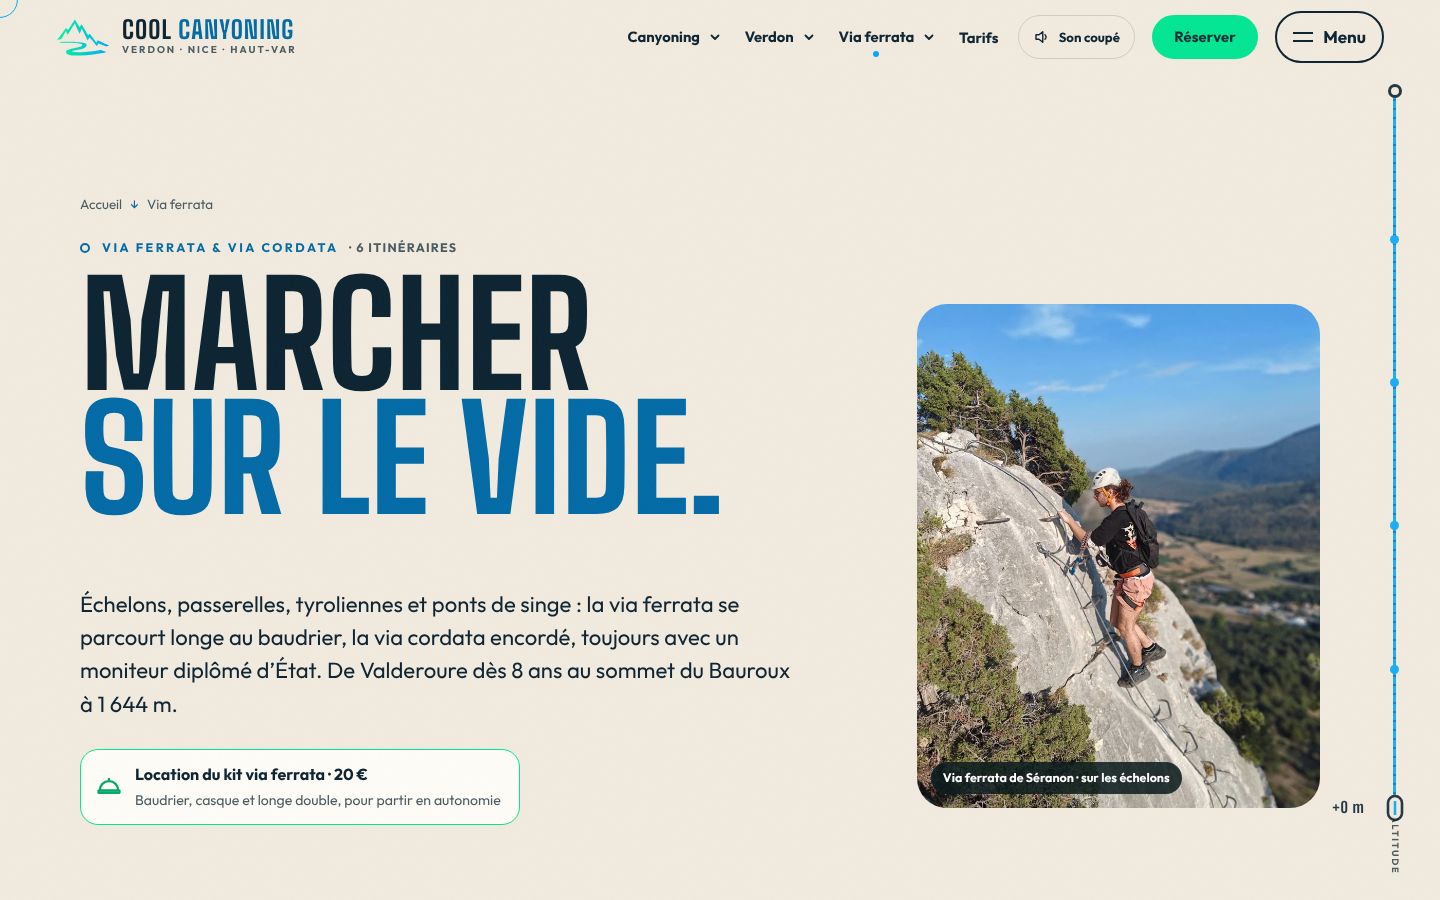 COOL CANYONING
VERDON · NICE · HAUT-VAR
Canyoning
Verdon
Via ferrata
Tarifs
Son coupé
Réserver
Menu
Accueil ↓ Via ferrata
VIA FERRATA & VIA CORDATA · 6 ITINÉRAIRES
MARCHER
SUR LE VIDE.
Échelons, passerelles, tyroliennes et ponts de singe : la via ferrata se
parcourt longe au baudrier, la via cordata encordé, toujours avec un
moniteur diplômé d’État. De Valderoure dès 8 ans au sommet du Bauroux
à 1 644 m.
Location du kit via ferrata · 20 €
Baudrier, casque et longe double, pour partir en autonomie
Via ferrata de Séranon · sur les échelons
+0 m